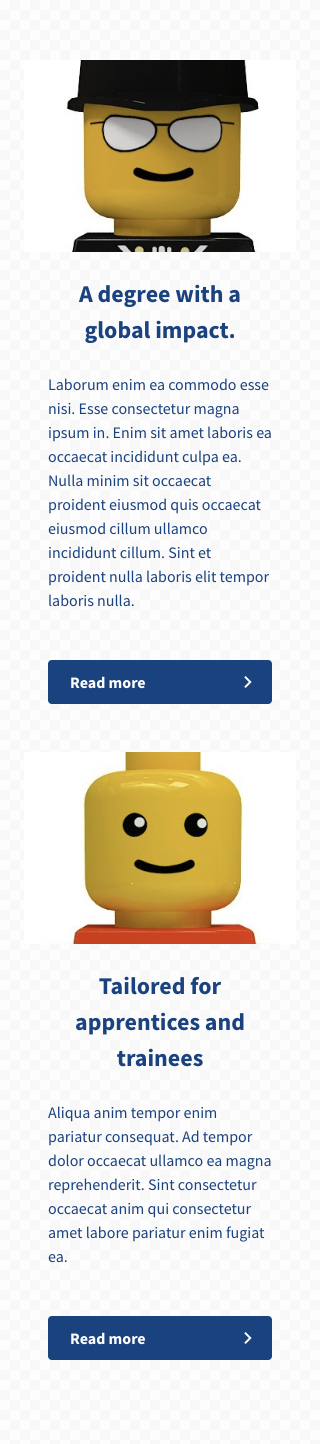 A degree with a
global impact.
Laborum enim ea commodo esse
nisi. Esse consectetur magna
ipsum in. Enim sit amet laboris ea
occaecat incididunt culpa ea.
Nulla minim sit occaecat
proident eiusmod quis occaecat
eiusmod cillum ullamco
incididunt cillum. Sint et
proident nulla laboris elit tempor
laboris nulla.
Read more
Tailored for
apprentices and
trainees
Aliqua anim tempor enim
pariatur consequat. Ad tempor
dolor occaecat ullamco ea magna
reprehenderit. Sint consectetur
occaecat anim qui consectetur
amet labore pariatur enim fugiat
ea.
Read more